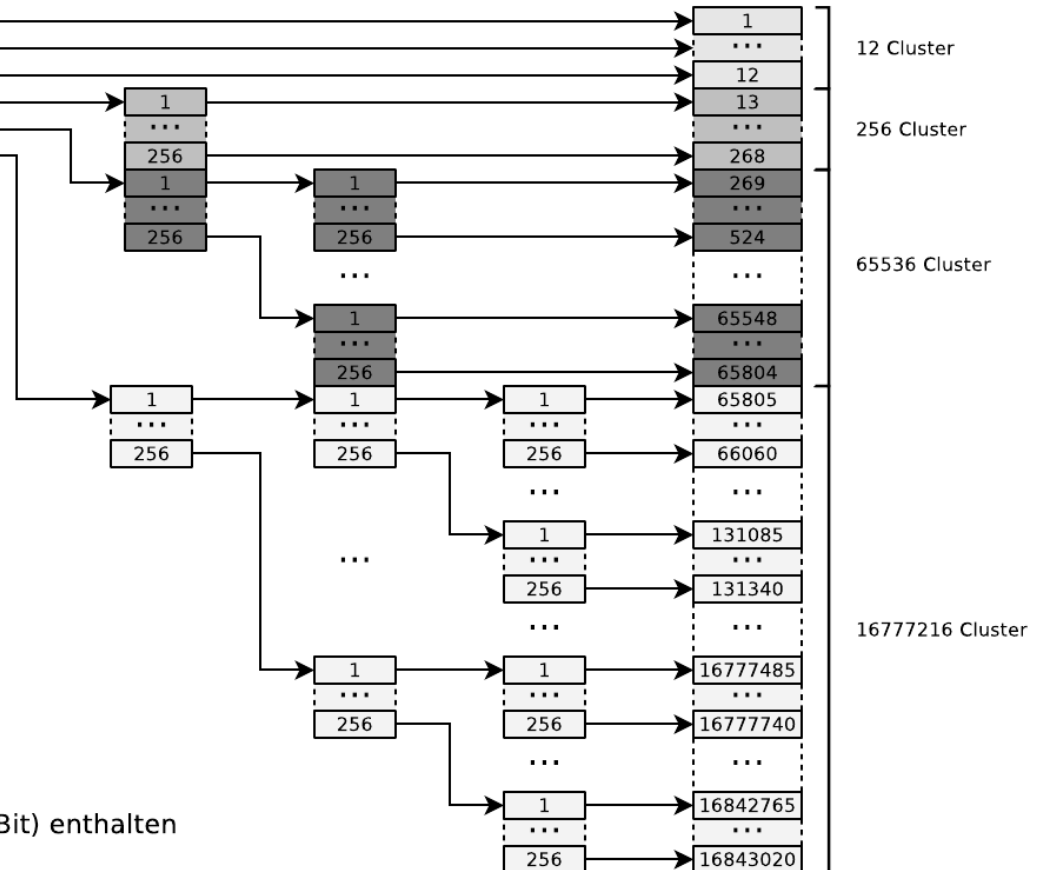 1
...
12
12 Cluster
1 13
... ...
256 268
256 Cluster
1 1 269
... ... ...
256 256 524
... ...
1 65548
... ...
256 65804
65536 Cluster
1 1 1 65805
... ... ... ...
256 256 256 66060
... ...
1 131085
... ... ...
256 131340
... ...
1 1 16777485
... ... ...
256 256 16777740
... ...
1 16842765
... ...
256 16843020
16777216 Cluster
Bit) enthalten